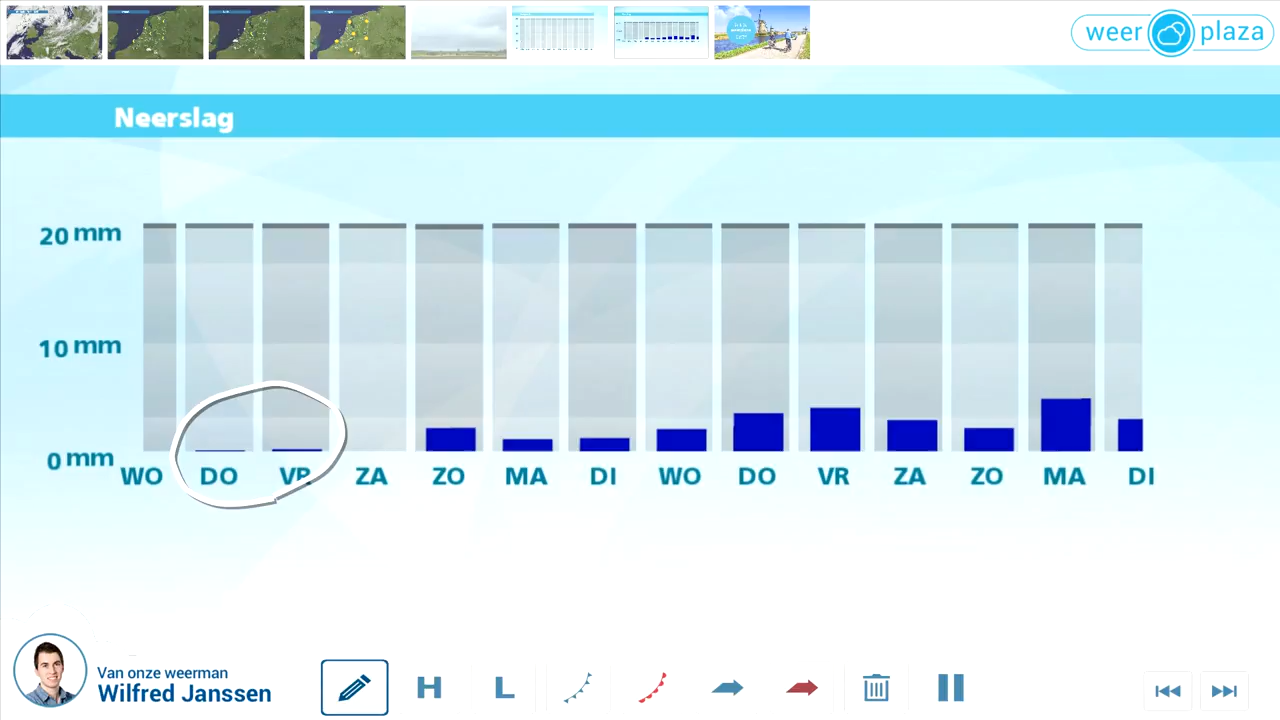 weer plaza
Neerslag
20 mm
10 mm
0 mm
WO DO VR ZA ZO MA DI WO DO VR ZA ZO MA DI
Van onze weerman
Wilfred Janssen
H L